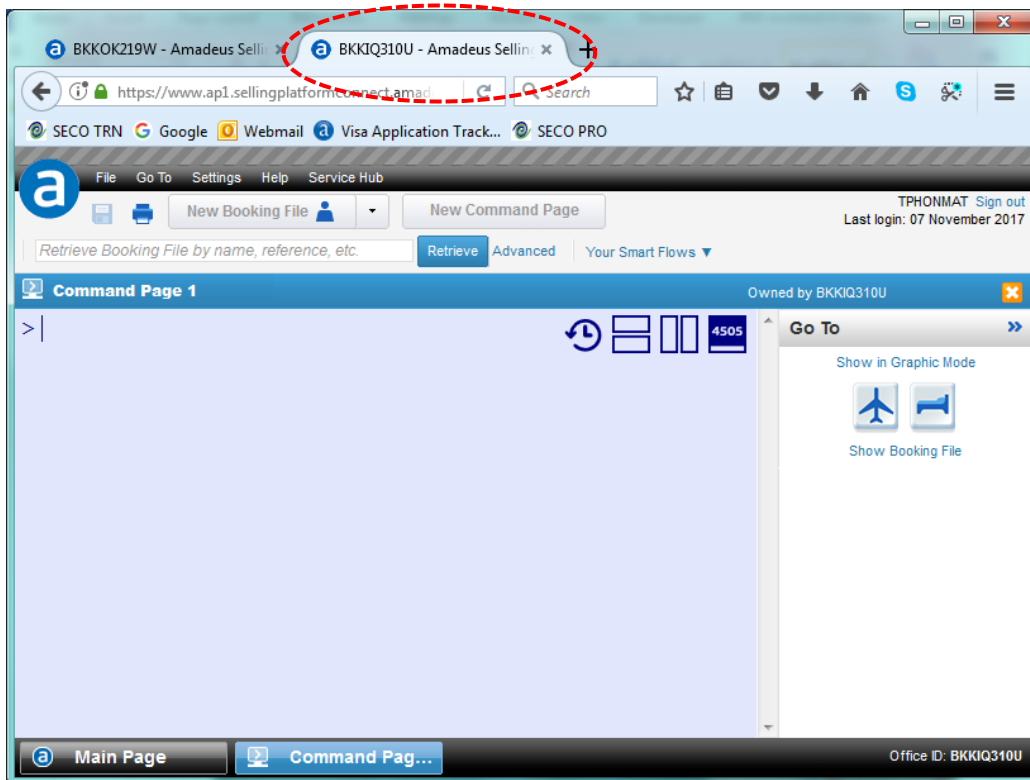 BKKOK219W - Amadeus Sellin
BKKIQ310U - Amadeus Selling
https://www.ap1.sellingplatformconnect.amad
Search
SECO TRN Google Webmail Visa Application Track... SECO PRO
File Go To Settings Help Service Hub
New Booking File New Command Page
TPHONMAT Sign out
Last login: 07 November 2017
Retrieve Booking File by name, reference, etc. Retrieve Advanced Your Smart Flows ▼
Command Page 1 Owned by BKKIQ310U
> 4505
Go To »
Show in Graphic Mode
Show Booking File
a Main Page Command Pag... Office ID: BKKIQ310U